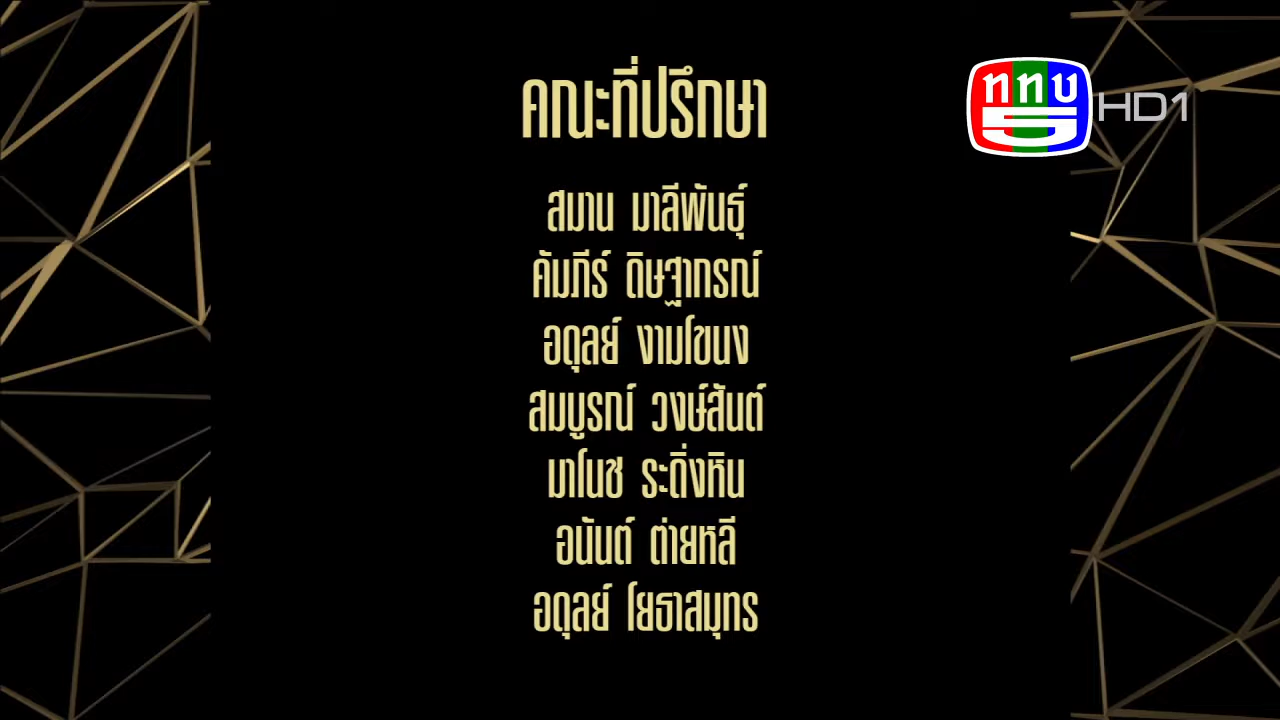 คณะที่ปรึกษา
ททบ
5
HD1
สมาน มาลีพันธุ์
คัมภีร์ ดิษฐากรณ์
อดุลย์ งามโขนง
สมบูรณ์ วงษ์สันต์
มาโนช ระดิ่งหิน
อนันต์ ต่ายหลี
อดุลย์ โยธาสมุทร